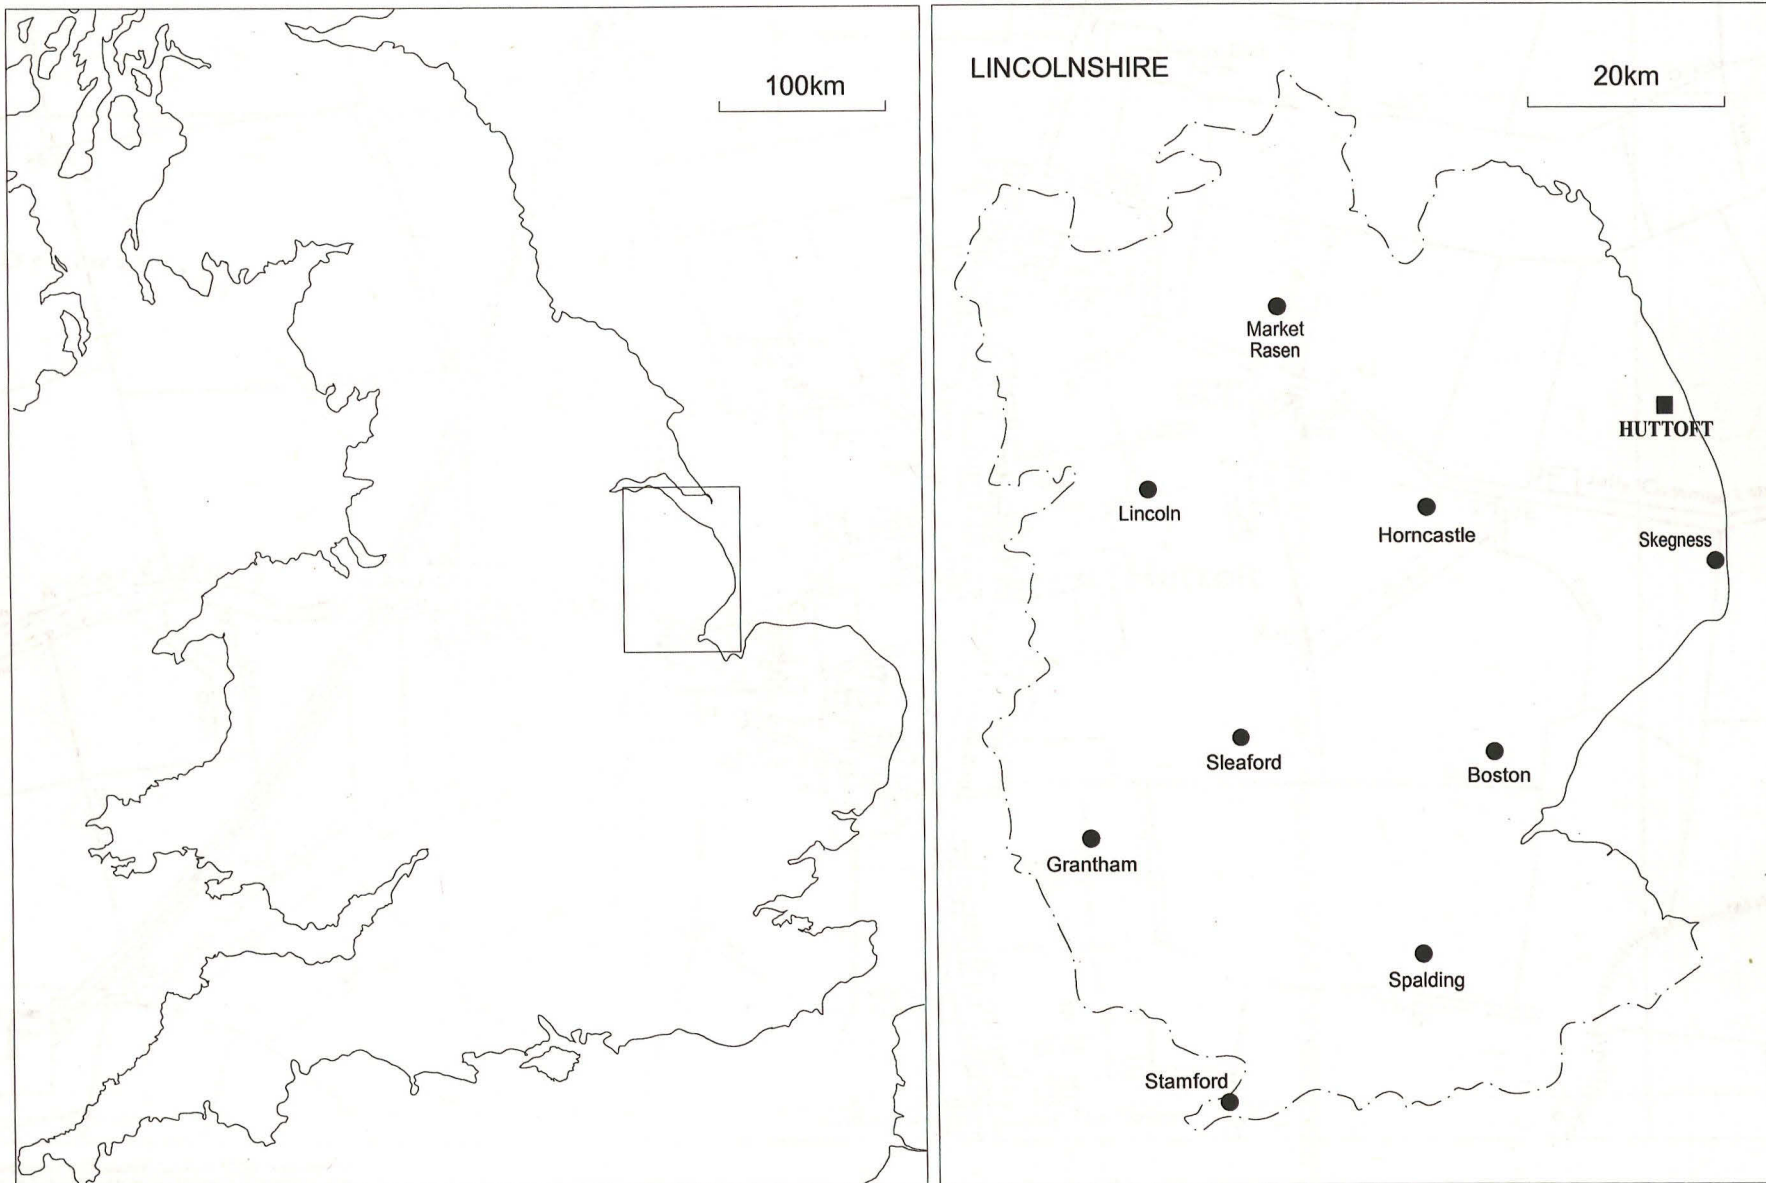 100km
LINCOLNSHIRE
20km
Market
Rasen
HUTTOFT
Lincoln
Horncastle
Skegness
Sleaford
Boston
Grantham
Spalding
Stamford